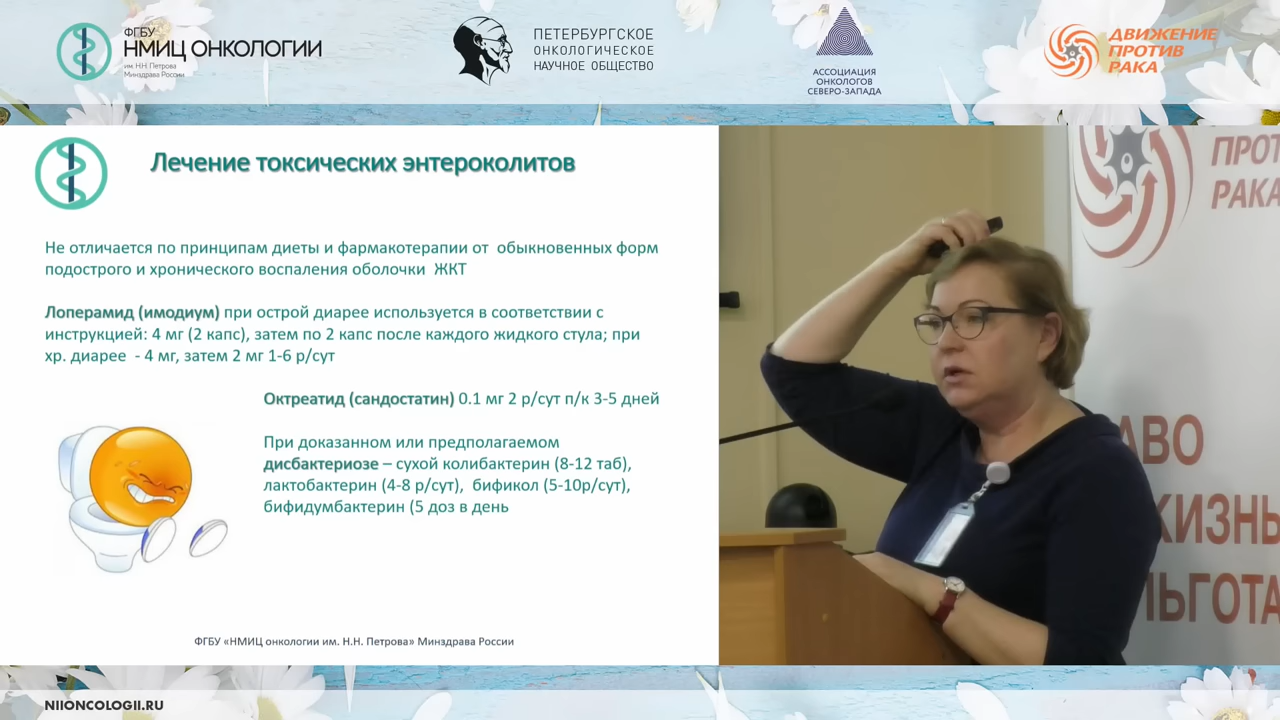 ФГБУ
НМИЦ ОНКОЛОГИИ
им. Н.Н. Петрова
Минздрава России
ПЕТЕРБУРГСКОЕ
ОНКОЛОГИЧЕСКОЕ
НАУЧНОЕ ОБЩЕСТВО
АССОЦИАЦИЯ
ОНКОЛОГОВ
СЕВЕРО-ЗАПАДА
ДВИЖЕНИЕ
ПРОТИВ
РАКА
Лечение токсических энтероколитов
Не отличается по принципам диеты и фармакотерапии от обыкновенных форм
подострого и хронического воспаления оболочки ЖКТ
Лоперамид (имодиум) при острой диарее используется в соответствии с
инструкцией: 4 мг (2 капс), затем по 2 капс после каждого жидкого стула; при
хр. диарее - 4 мг, затем 2 мг 1-6 р/сут
Октреатид (сандостатин) 0.1 мг 2 р/сут п/к 3-5 дней
При доказанном или предполагаемом
дисбактериозе – сухой колибактерин (8-12 таб),
лактобактерин (4-8 р/сут), бификол (5-10р/сут),
бифидумбактерин (5 доз в день
ФГБУ «НМИЦ онкологии им. Н.Н. Петрова» Минздрава России
ПРОТ
РАКА
АВО
ЖИЗНЬ
ЛЬГОТА
NIIONCOLOGII.RU